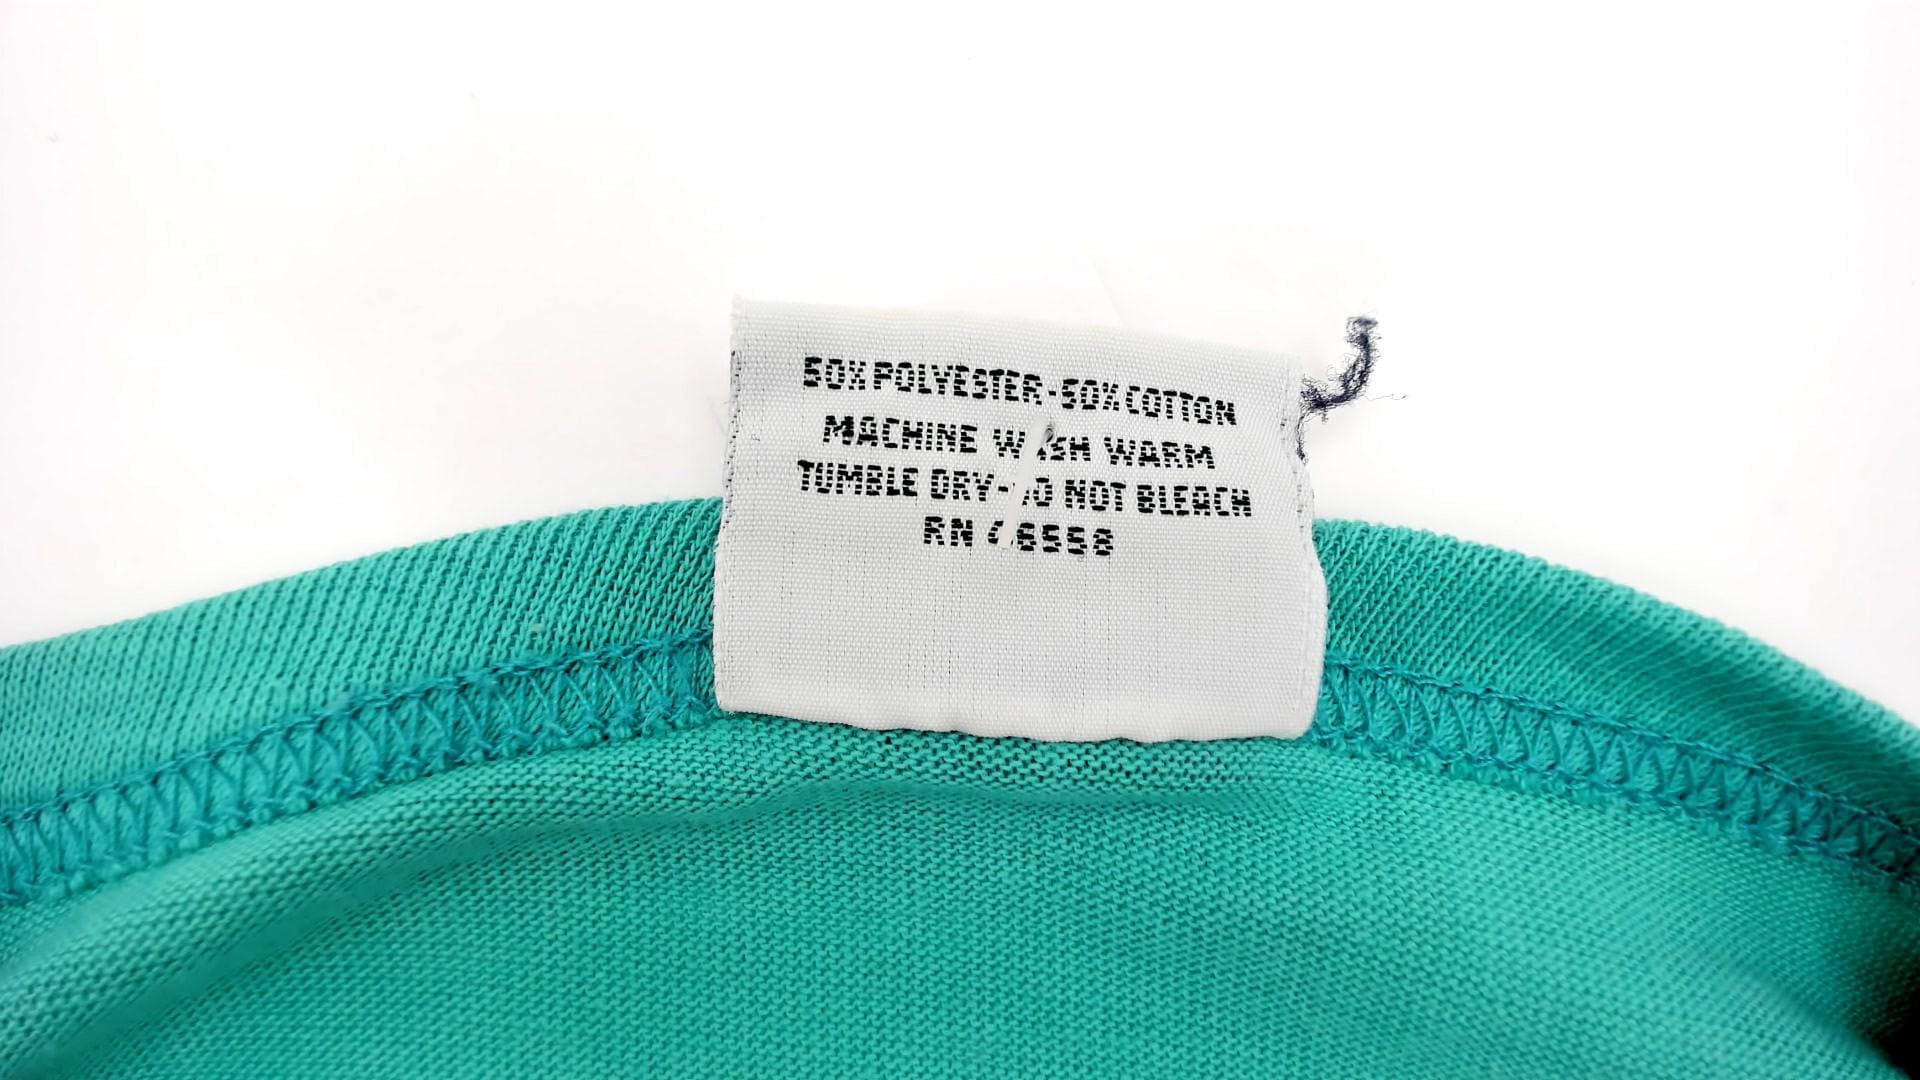 50% POLYESTER-50% COTTON
MACHINE WASH WARM
TUMBLE DRY-DO NOT BLEACH
RN